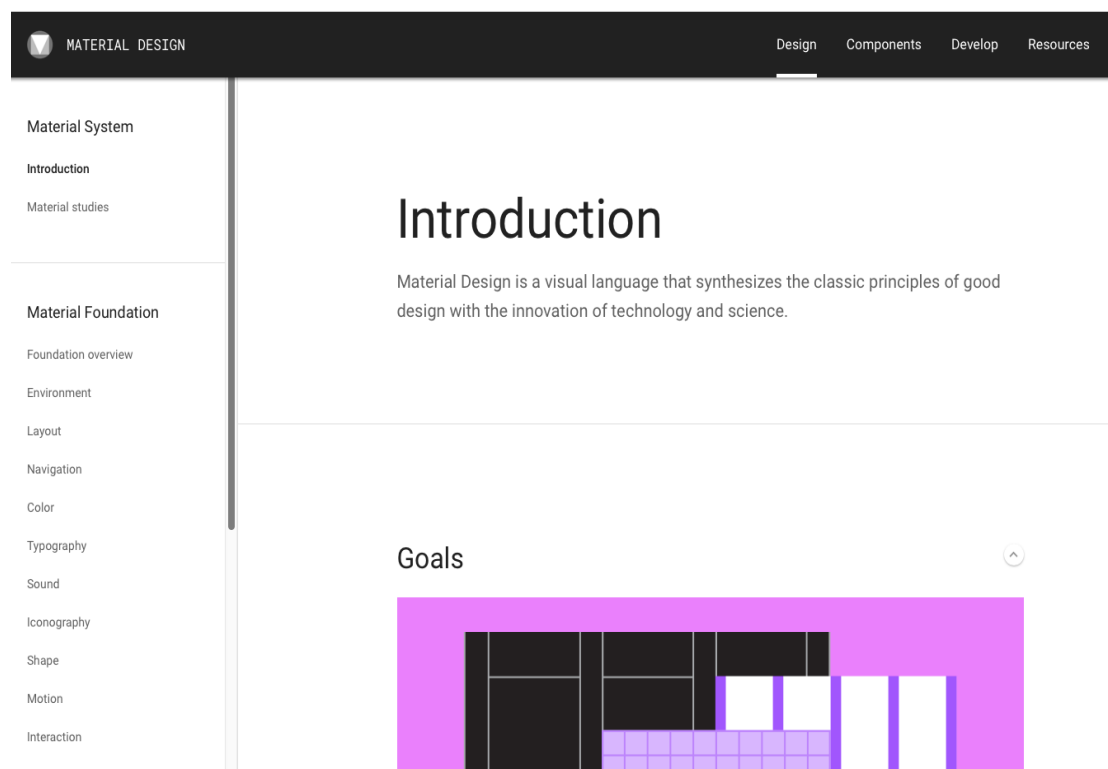 MATERIAL DESIGN
Design
Components
Develop
Resources
Material System
Introduction
Material studies
Material Foundation
Foundation overview
Environment
Layout
Navigation
Color
Typography
Sound
Iconography
Shape
Motion
Interaction
Introduction
Material Design is a visual language that synthesizes the classic principles of good
design with the innovation of technology and science.
Goals